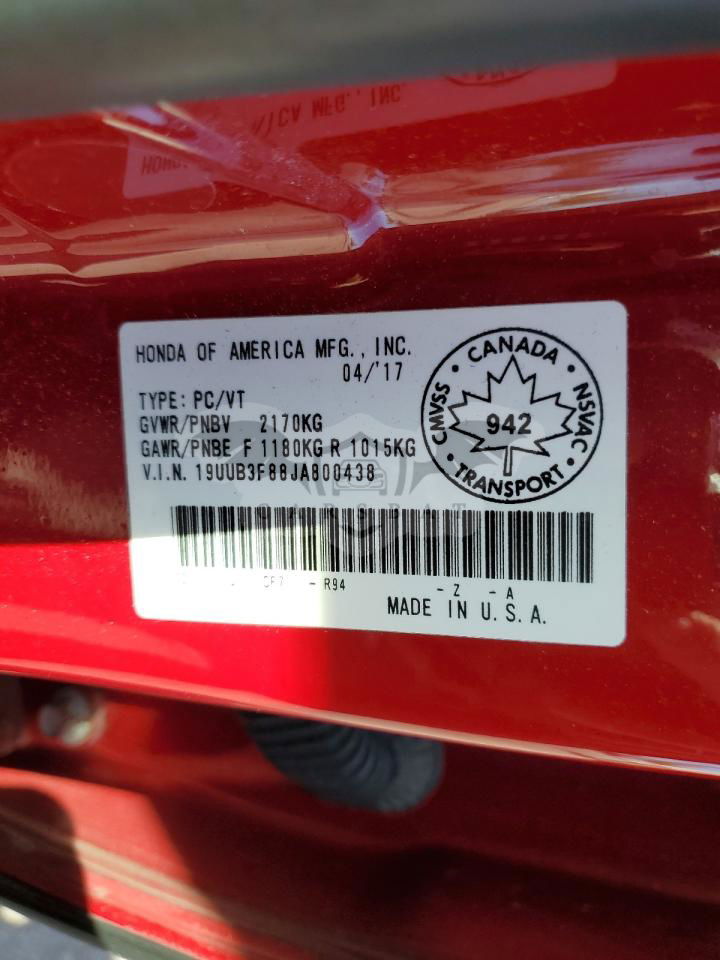 HONDA OF AMERICA MFG., INC.
04/'17
TYPE: PC/VT
GVWR/PNBV 2170KG
GAWR/PNBE F 1180KG R 1015KG
V.I.N. 19UUB3F88JA800438
CANADA
CMVSS
NSVAC
942
TRANSPORT
CARSBAT
- R94 - Z - A
MADE IN U.S.A.